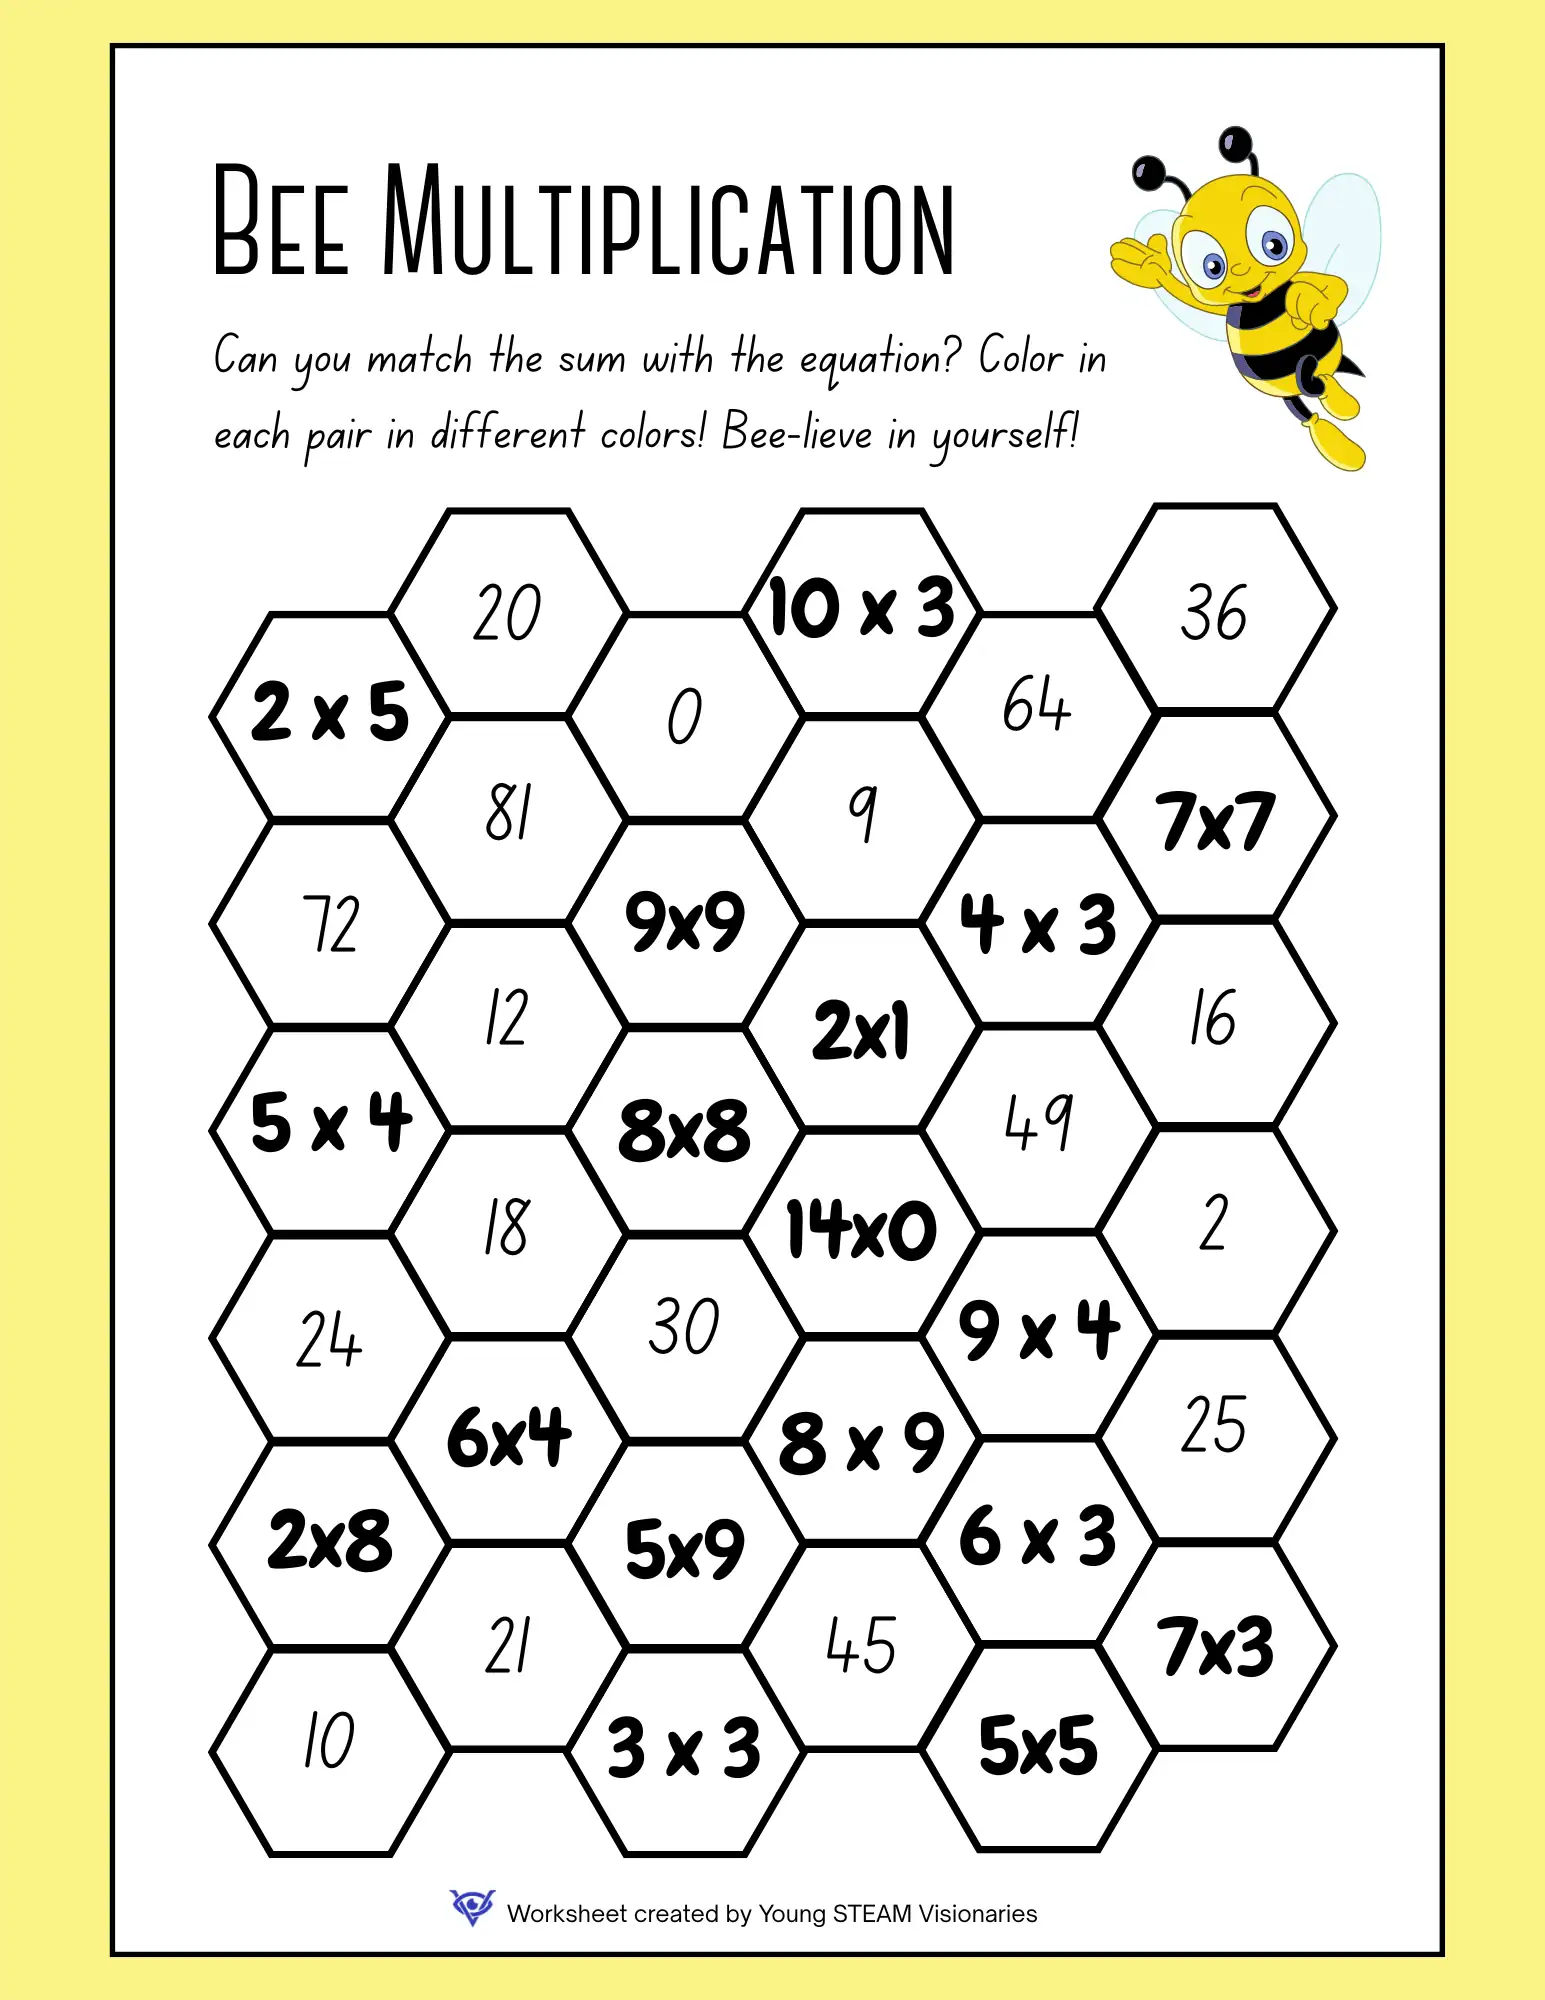 BEE MULTIPLICATION
Can you match the sum with the equation? Color in
each pair in different colors! Bee-lieve in yourself!
20
10 x 3
36
2 x 5
0
64
81
9
7x7
72
9x9
4 x 3
12
2x1
16
5 x 4
8x8
49
18
14x0
2
24
30
9 x 4
6x4
8 x 9
25
2x8
5x9
6 x 3
21
45
7x3
10
3 x 3
5x5
Worksheet created by Young STEAM Visionaries